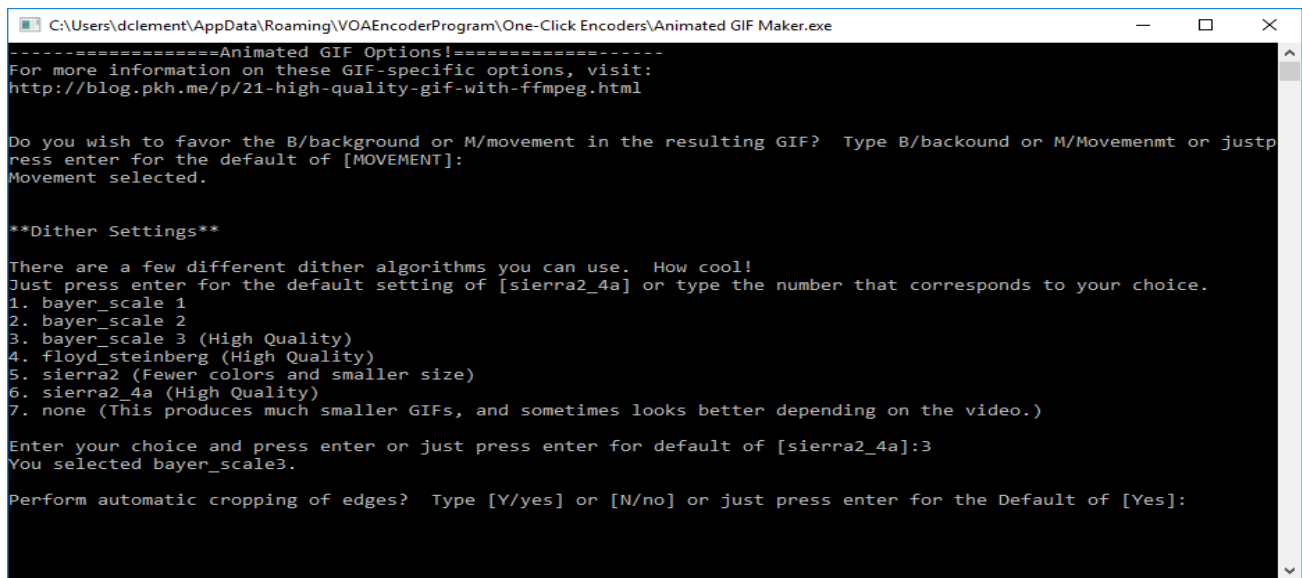 C:\Users\dclement\AppData\Roaming\VOAEncoderProgram\One-Click Encoders\Animated GIF Maker.exe
------=============Animated GIF Options!=============------
For more information on these GIF-specific options, visit:
http://blog.pkh.me/p/21-high-quality-gif-with-ffmpeg.html
Do you wish to favor the B/background or M/movement in the resulting GIF?  Type B/backound or M/Movemenmt or justp
ress enter for the default of [MOVEMENT]:
Movement selected.
**Dither Settings**
There are a few different dither algorithms you can use.  How cool!
Just press enter for the default setting of [sierra2_4a] or type the number that corresponds to your choice.
1. bayer_scale 1
2. bayer_scale 2
3. bayer_scale 3 (High Quality)
4. floyd_steinberg (High Quality)
5. sierra2 (Fewer colors and smaller size)
6. sierra2_4a (High Quality)
7. none (This produces much smaller GIFs, and sometimes looks better depending on the video.)
Enter your choice and press enter or just press enter for default of [sierra2_4a]:3
You selected bayer_scale3.
Perform automatic cropping of edges?  Type [Y/yes] or [N/no] or just press enter for the Default of [Yes]: